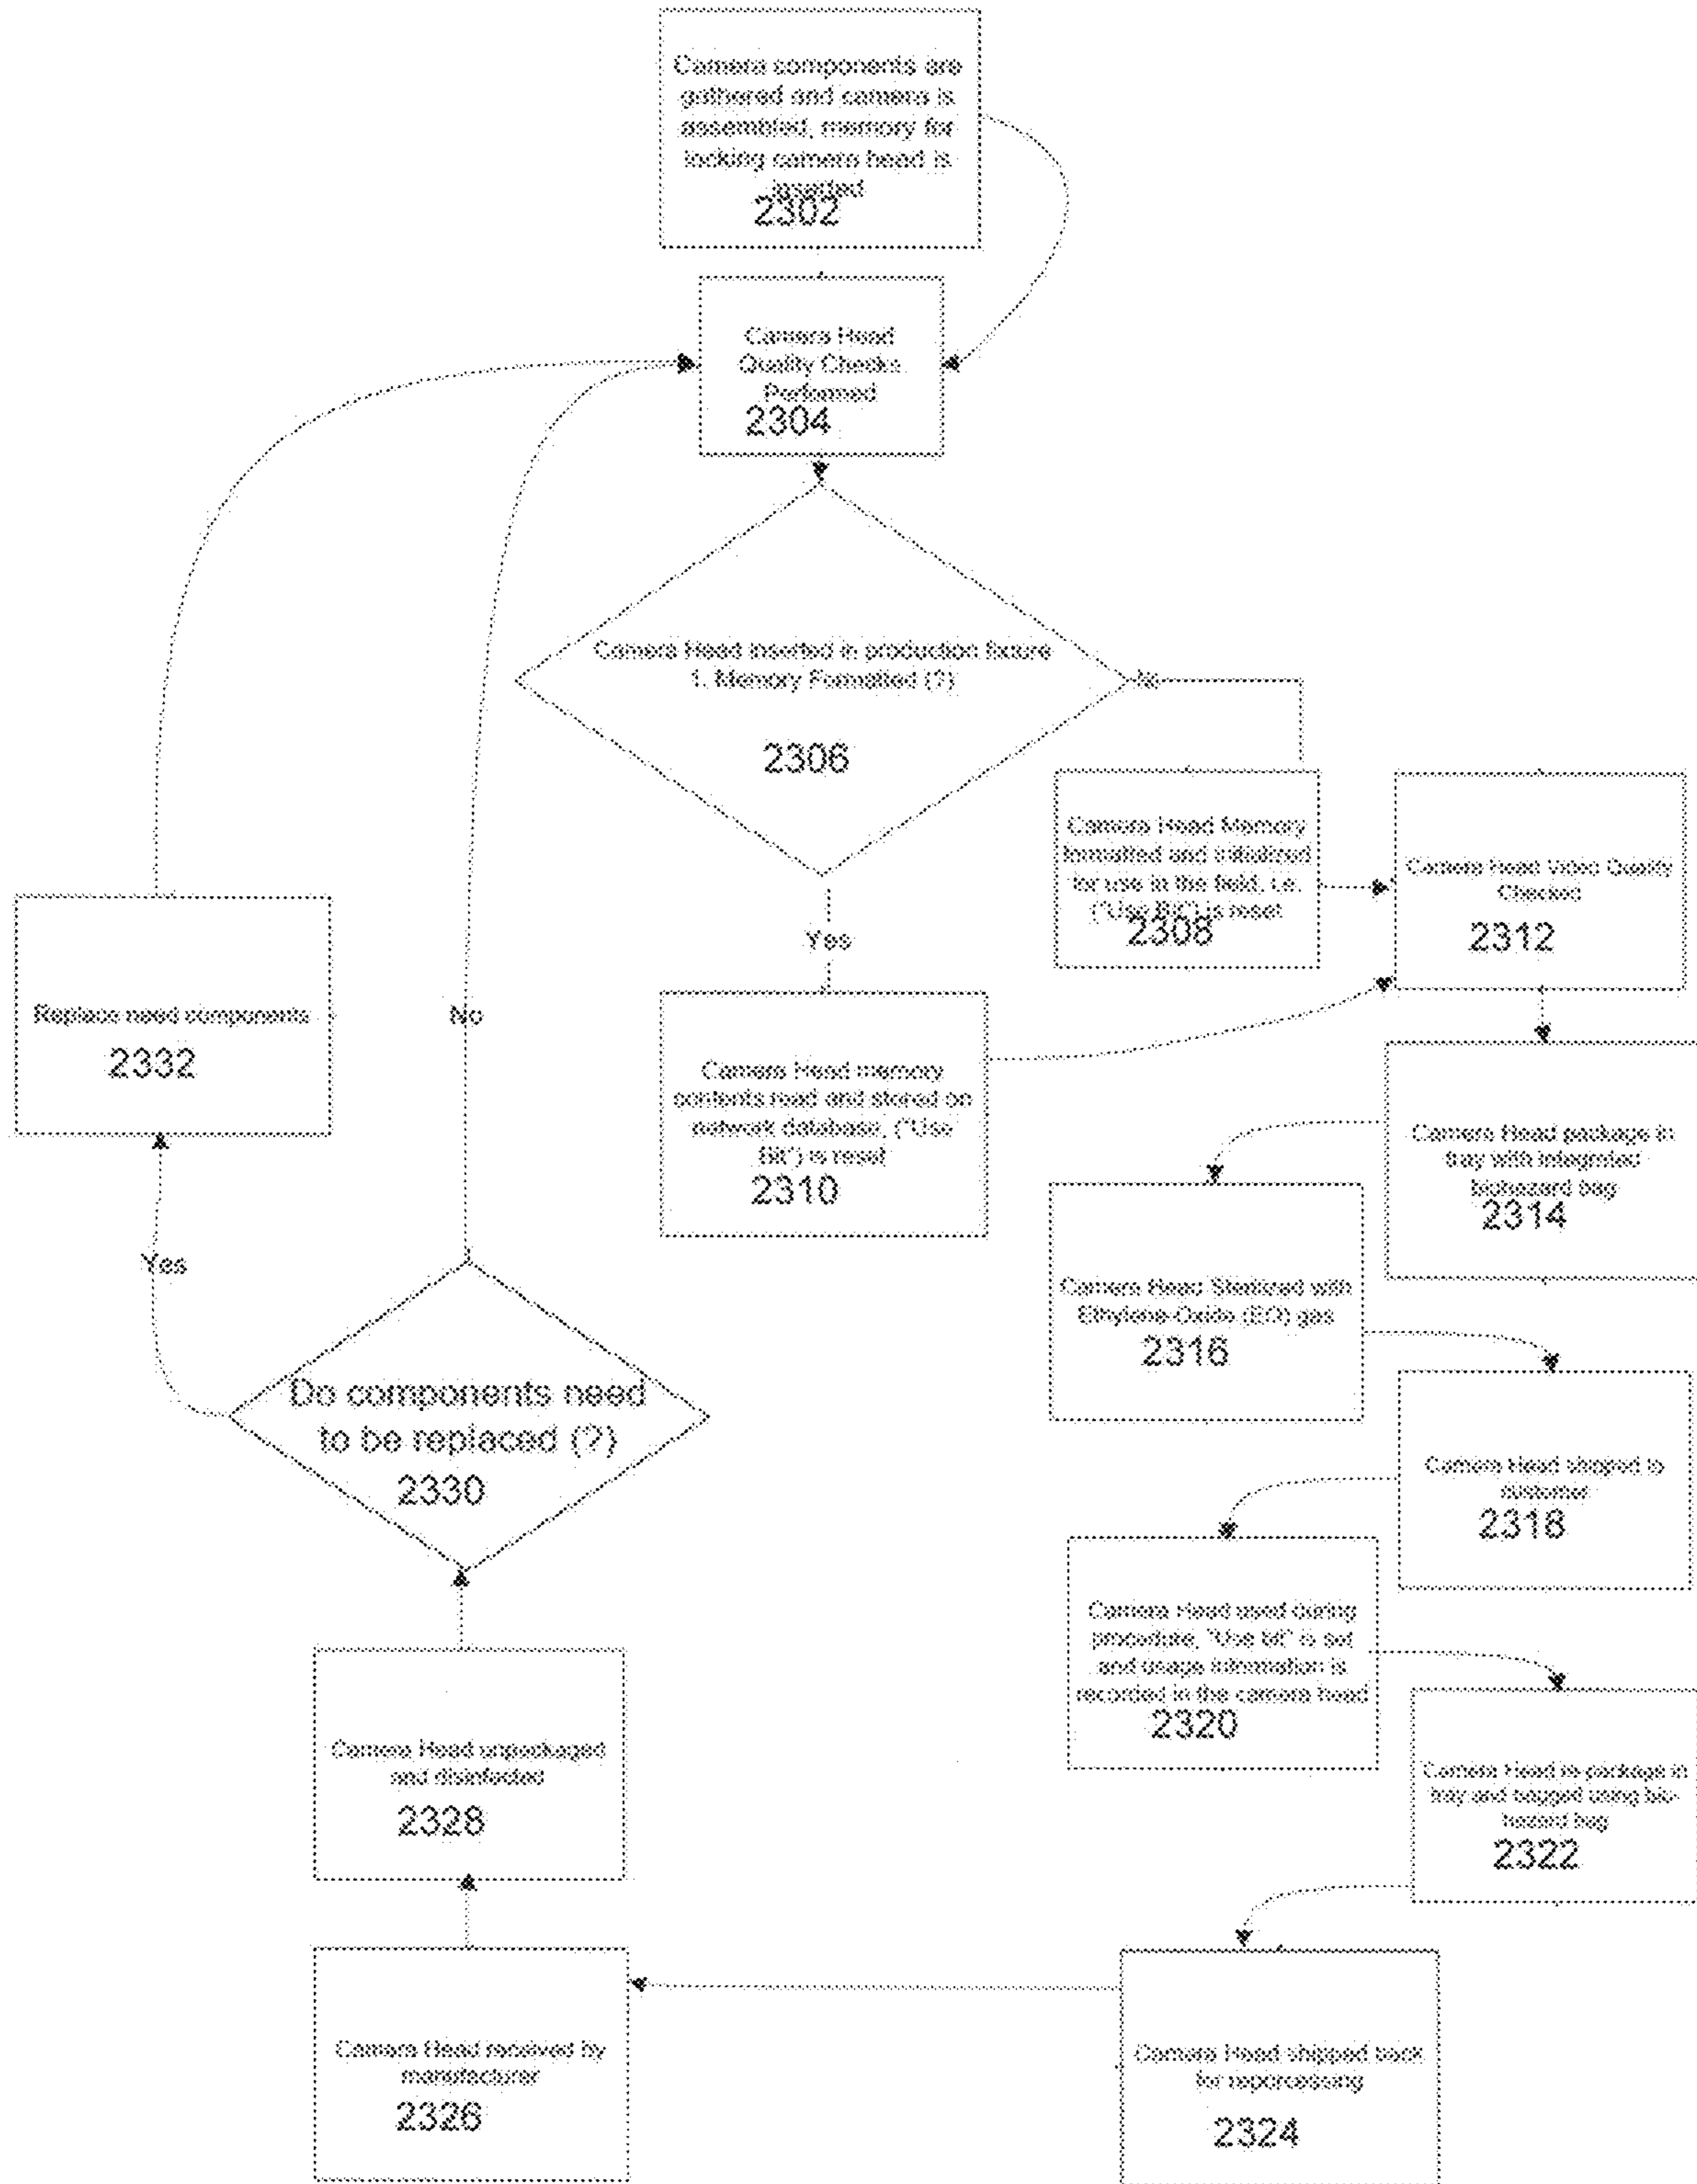 Camera components are
gathered and camera is
assembled, memory for
locking camera head is
inserted
2302
Camera Head
Quality Checks
Performed
2304
Camera Head inserted in production fixture
1. Memory Formatted (?)
2306
Yes
Camera Head Memory
formatted and initialized
for use in the field, i.e.
("Use Bit") is reset
2308
Camera Head Video Quality
Checked
2312
Replace need components
2332
No
Camera Head memory
contents read and stored on
network database, ("Use
Bit") is reset
2310
Camera Head package in
tray with integrated
biohazard bag
2314
Yes
Camera Head Sterilized with
Ethylene-Oxide (EO) gas
2316
Do components need
to be replaced (?)
2330
Camera Head shipped to
customer
2318
Camera Head used during
procedure, "Use bit" is set
and usage information is
recorded in the camera head
2320
Camera Head unpackaged
and disinfected
2328
Camera Head re-package in
tray and bagged using bio-
hazard bag
2322
Camera Head received by
manufacturer
2326
Camera Head shipped back
for reporcessing
2324